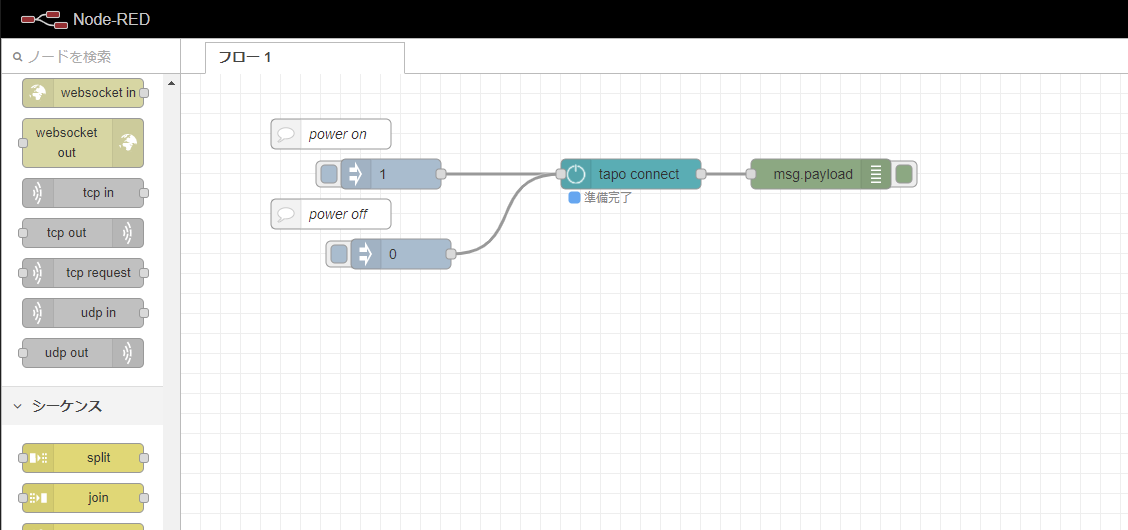 Node-RED
ノードを検索
フロー 1
websocket in
websocket
out
tcp in
tcp out
tcp request
udp in
udp out
シーケンス
split
join
power on
1
power off
0
tapo connect
準備完了
msg.payload